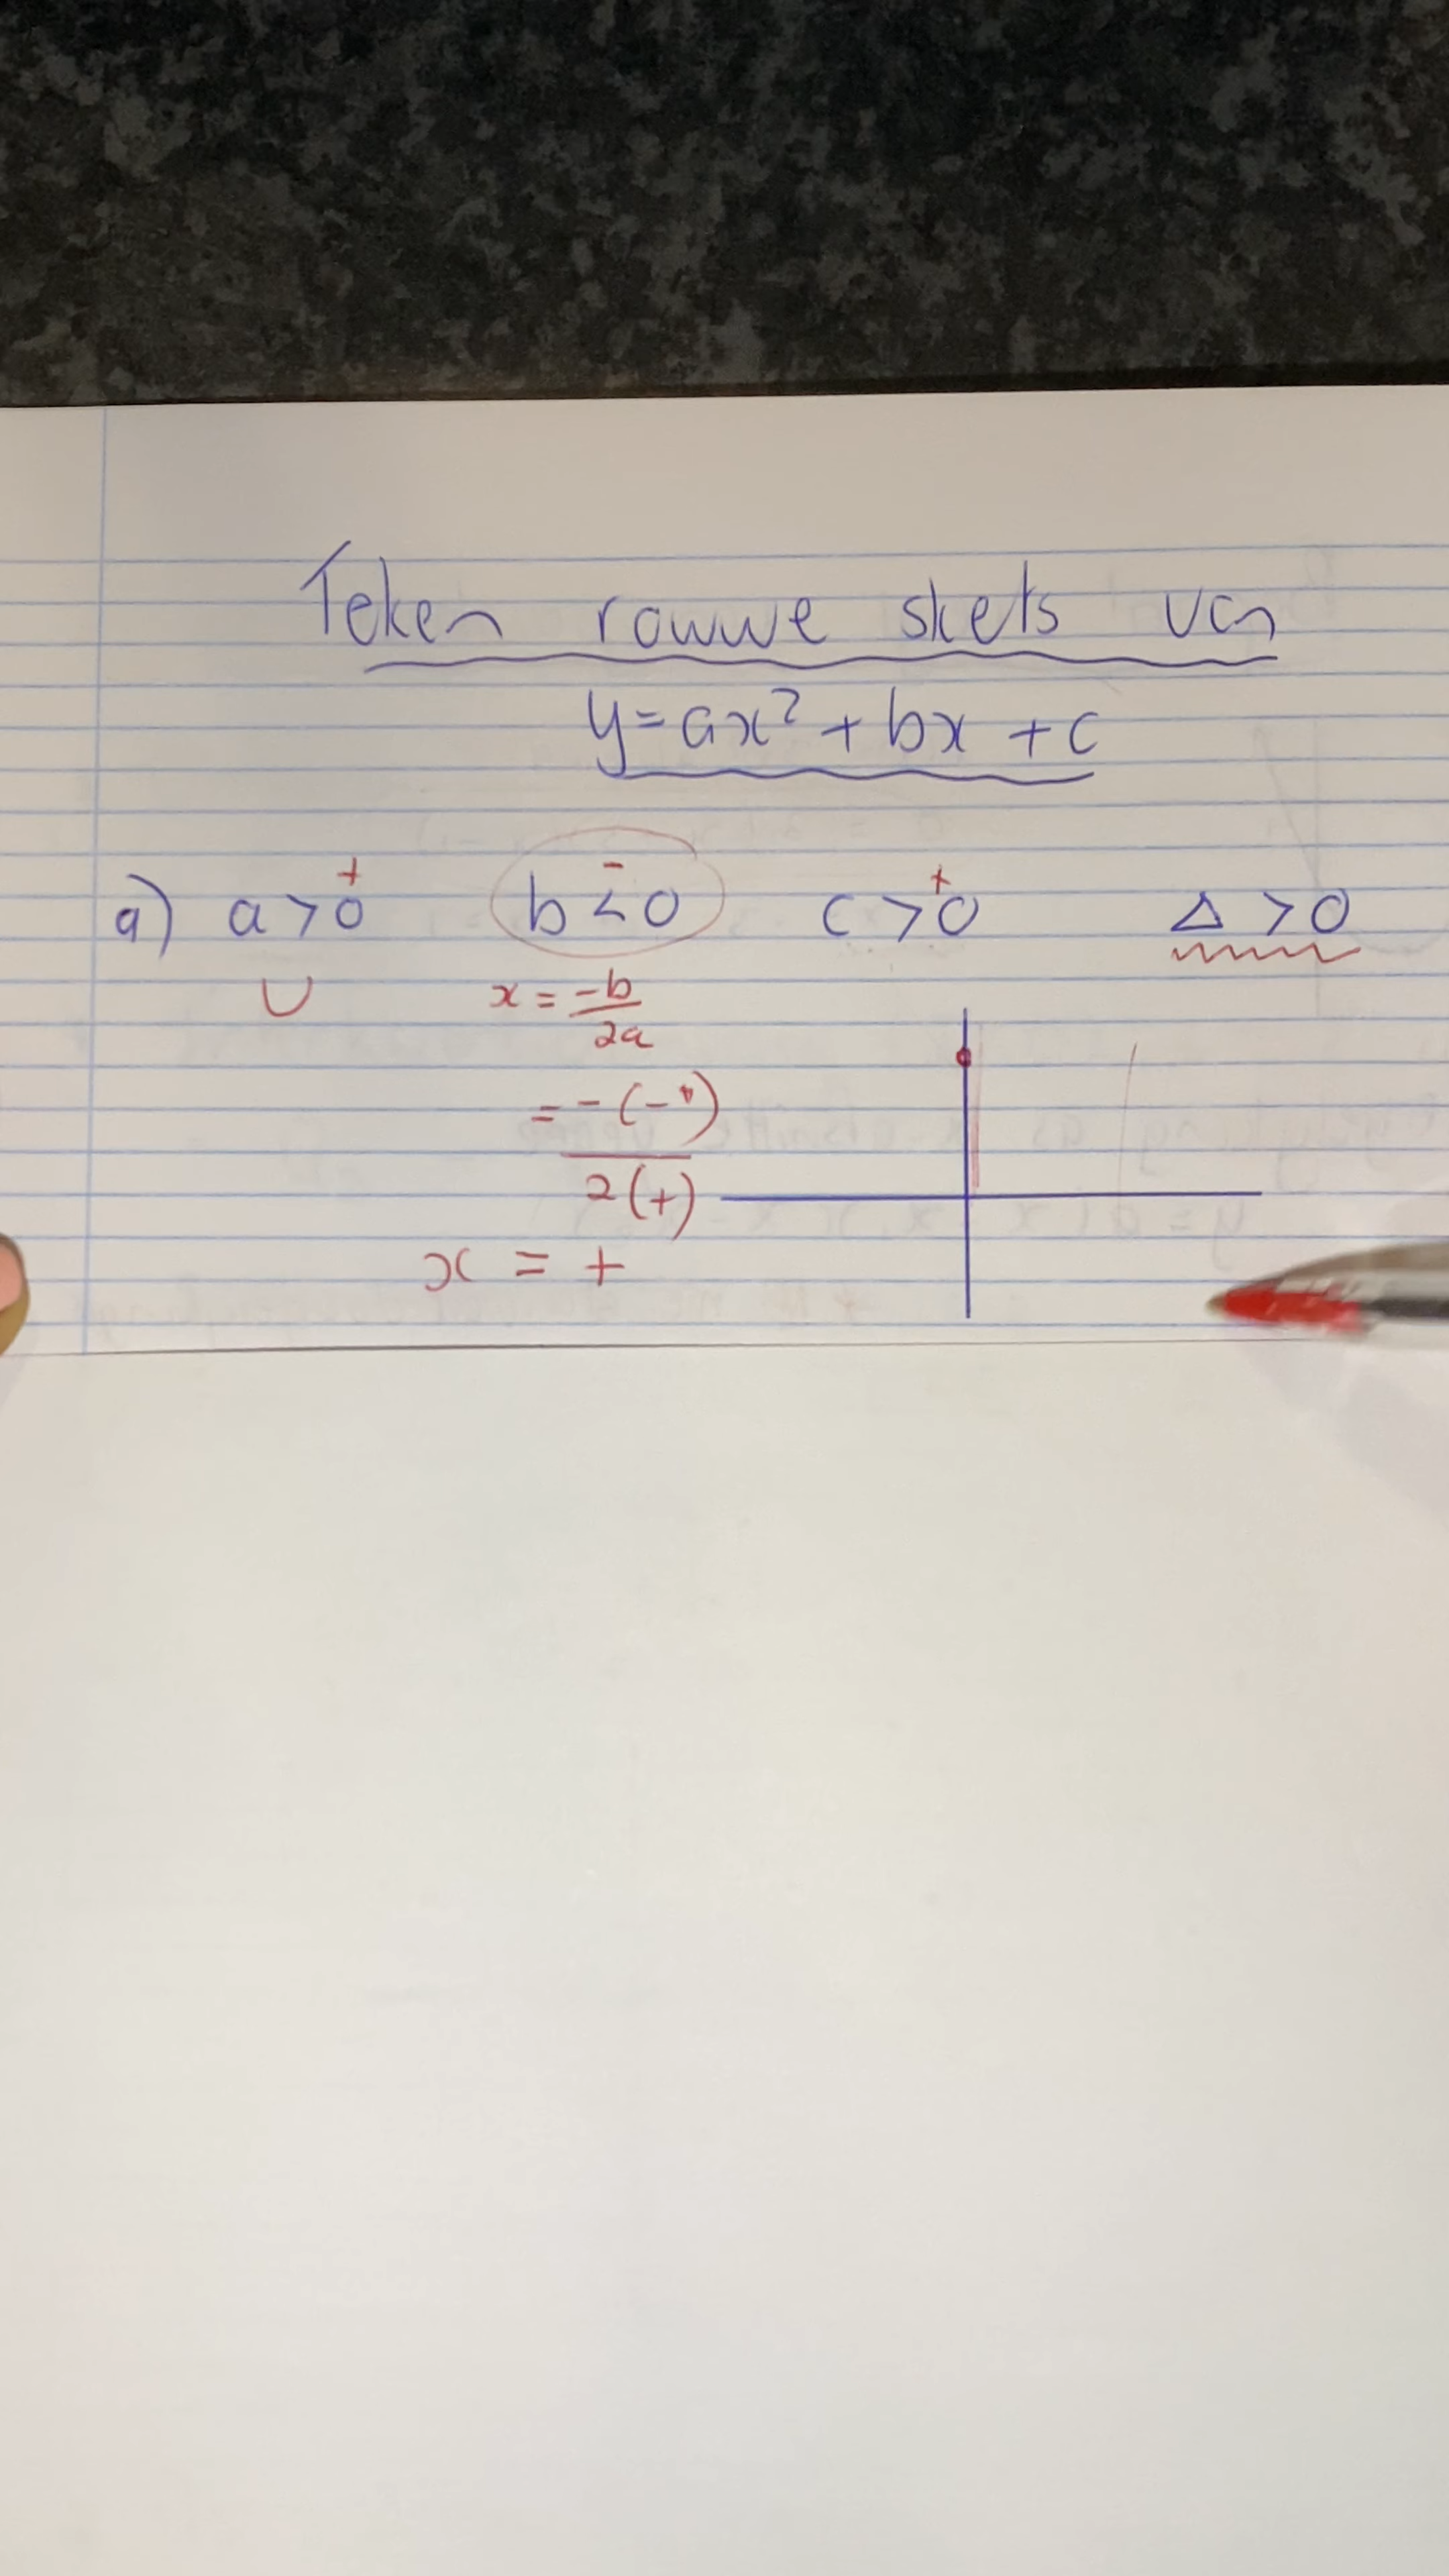 Teken rowwe skets van
y = ax² + bx + c
a) a > 0 b < 0 c > 0 Δ > 0
+ - +
∪ x = -b/2a
= -(-)/2(+)
x = +